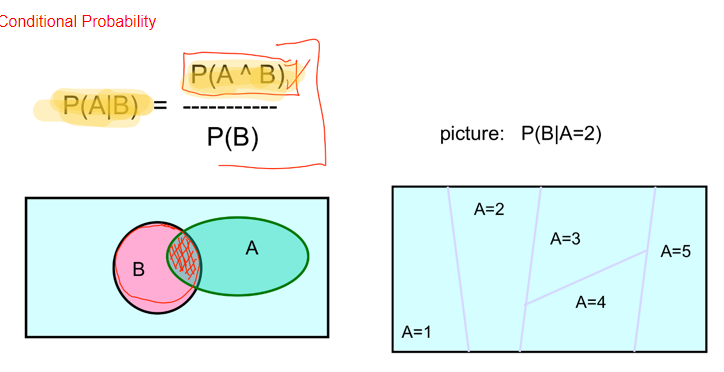 Conditional Probability
P(A ^ B)
P(A|B) = -----------
P(B)
picture: P(B|A=2)
B
A
A=2
A=3
A=5
A=4
A=1